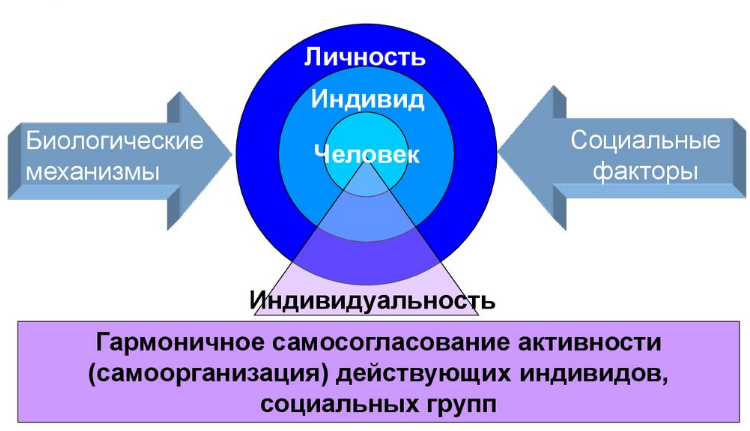 Личность
Индивид
Человек
Биологические
механизмы
Социальные
факторы
Индивидуальность
Гармоничное самосогласование активности
(самоорганизация) действующих индивидов,
социальных групп